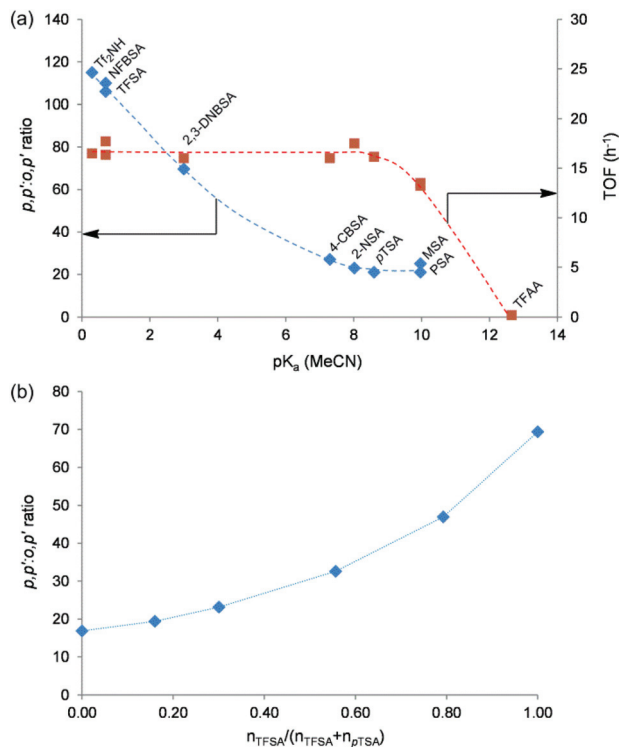 (a)
140
120
100
80
60
40
20
0
p,p':o,p' ratio
Tf2NH
NFBSA
TFSA
2,3-DNBSA
4-CBSA
2-NSA
pTSA
MSA
PSA
TFAA
30
25
20
15
10
5
0
TOF (h-1)
0 2 4 6 8 10 12 14
pKa (MeCN)
(b)
80
70
60
50
40
30
20
10
0
p,p':o,p' ratio
0.00 0.20 0.40 0.60 0.80 1.00
nTFSA/(nTFSA+npTSA)